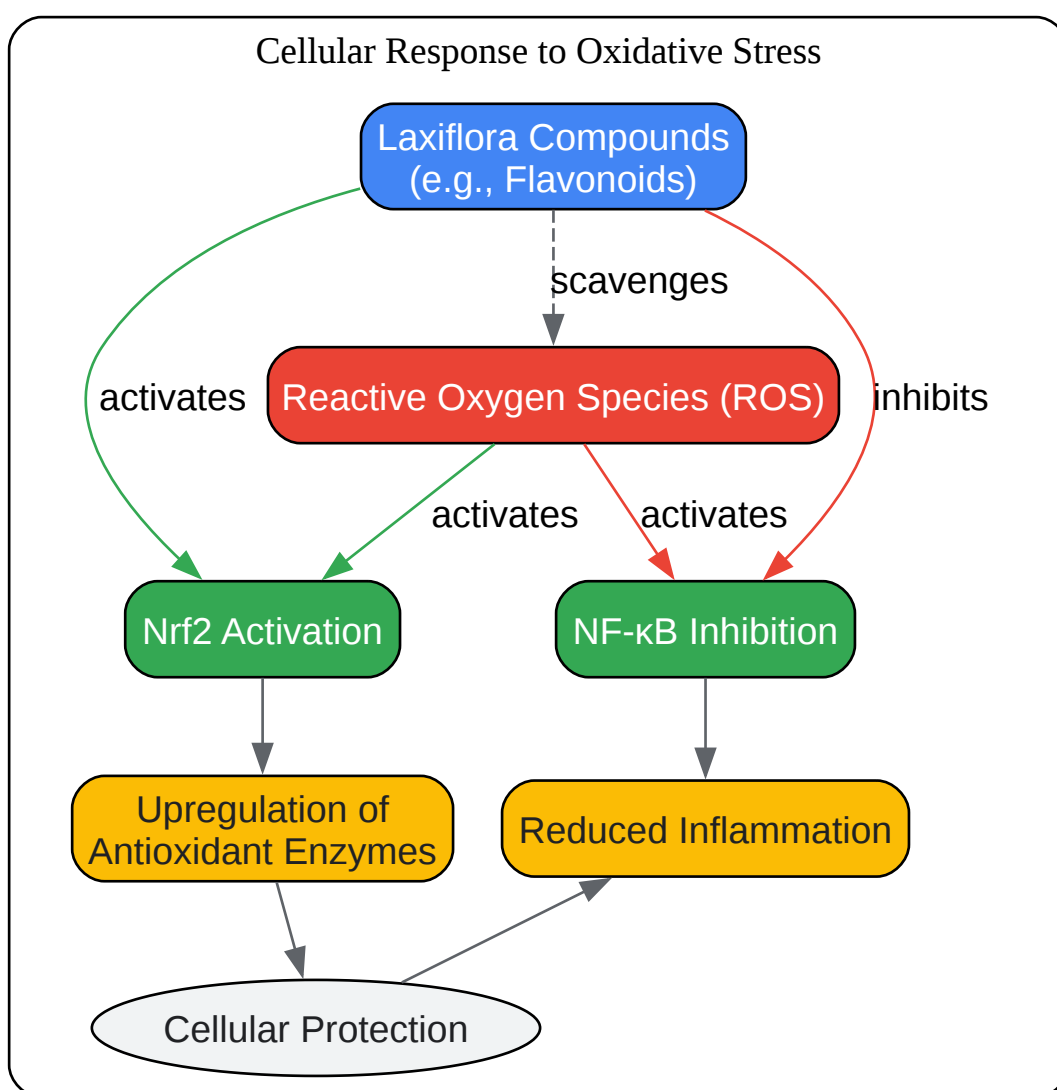 Cellular Response to Oxidative Stress
Laxiflora Compounds
(e.g., Flavonoids)
scavenges
activates
Reactive Oxygen Species (ROS)
inhibits
activates
activates
Nrf2 Activation
NF-κB Inhibition
Upregulation of
Antioxidant Enzymes
Reduced Inflammation
Cellular Protection